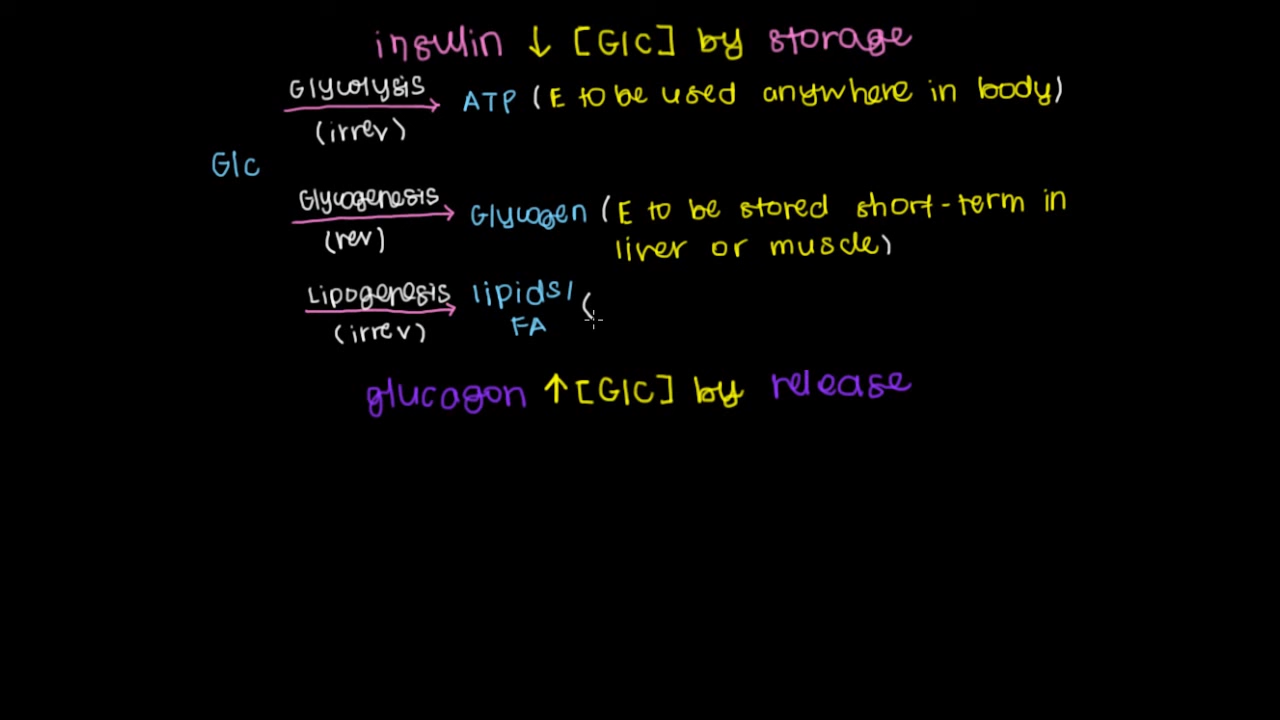 insulin ↓ [Glc] by storage
Glycolysis
ATP (E to be used anywhere in body)
(irrev)
Glc
Glycogenesis
Glycogen (E to be stored short-term in
(rev)
liver or muscle)
Lipogenesis
lipids/ (
(irrev)
FA
glucagon ↑ [Glc] by release